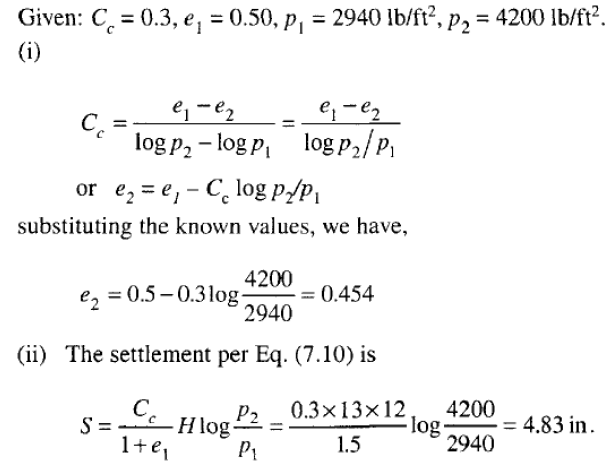 Given: C_c = 0.3, e_1 = 0.50, p_1 = 2940 lb/ft², p_2 = 4200 lb/ft².
(i)
C_c = (e_1 − e_2)/(log p_2 − log p_1) = (e_1 − e_2)/(log p_2/p_1)
or e_2 = e_1 − C_c log p_2/p_1
substituting the known values, we have,
e_2 = 0.5 − 0.3 log 4200/2940 = 0.454
(ii) The settlement per Eq. (7.10) is
S = C_c/(1+e_1) H log p_2/p_1 = (0.3×13×12)/1.5 log 4200/2940 = 4.83 in.